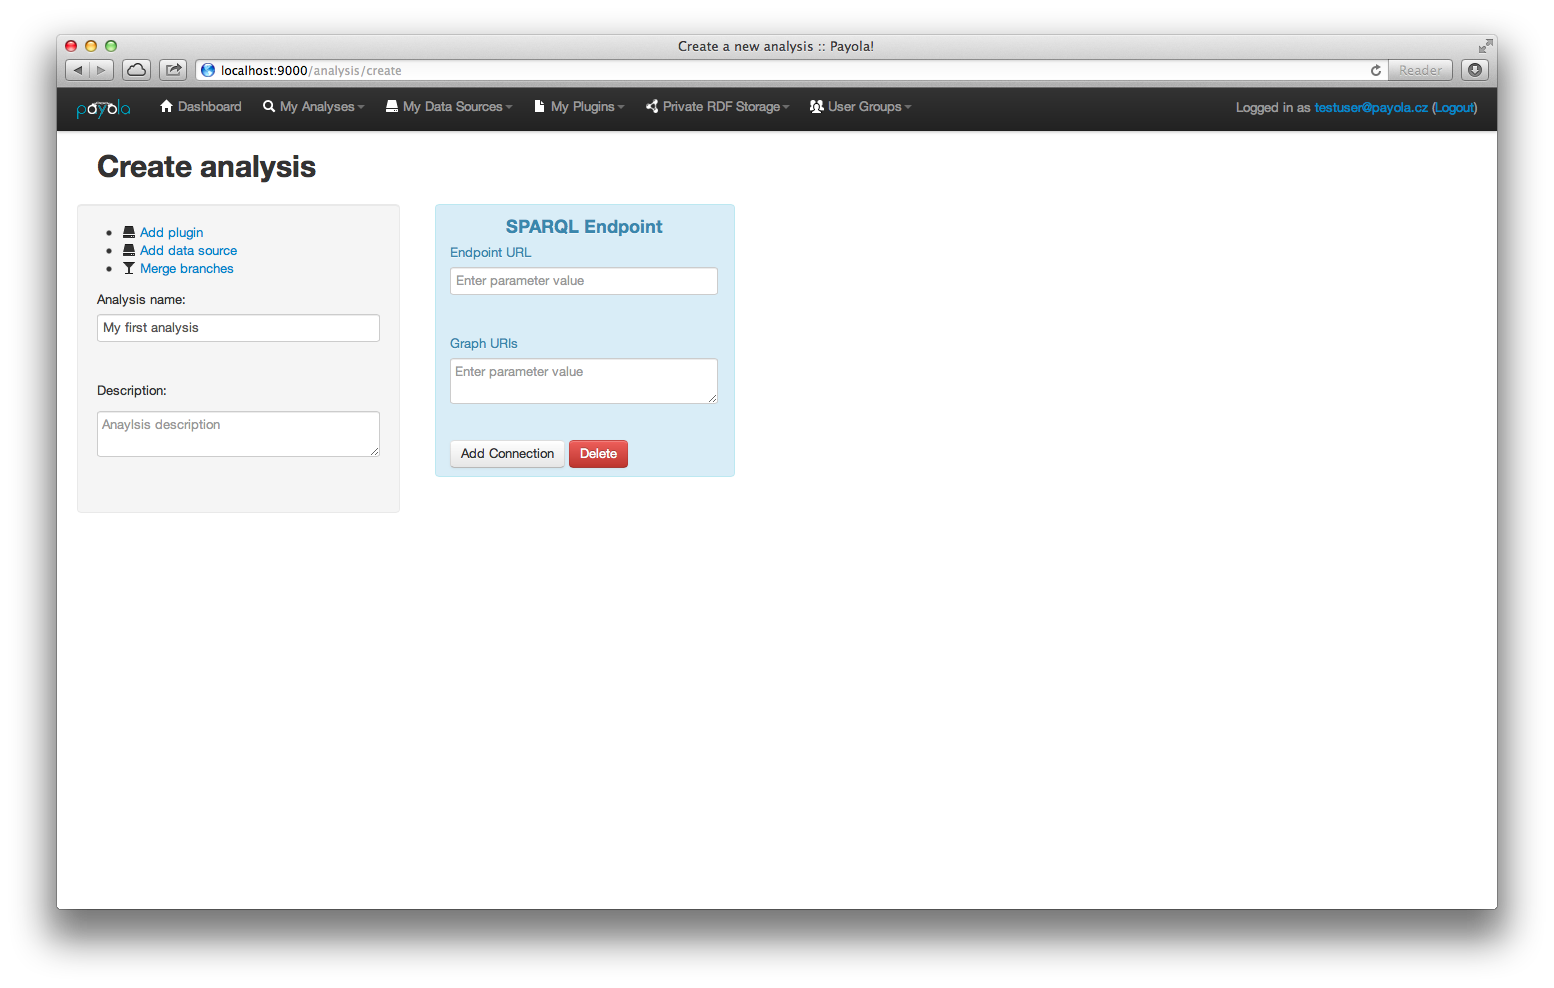 Create a new analysis :: Payola!
localhost:9000/analysis/create
Reader
payola
Dashboard
My Analyses
My Data Sources
My Plugins
Private RDF Storage
User Groups
Logged in as testuser@payola.cz (Logout)
Create analysis
Add plugin
Add data source
Merge branches
Analysis name:
My first analysis
Description:
Anaylsis description
SPARQL Endpoint
Endpoint URL
Enter parameter value
Graph URIs
Enter parameter value
Add Connection
Delete